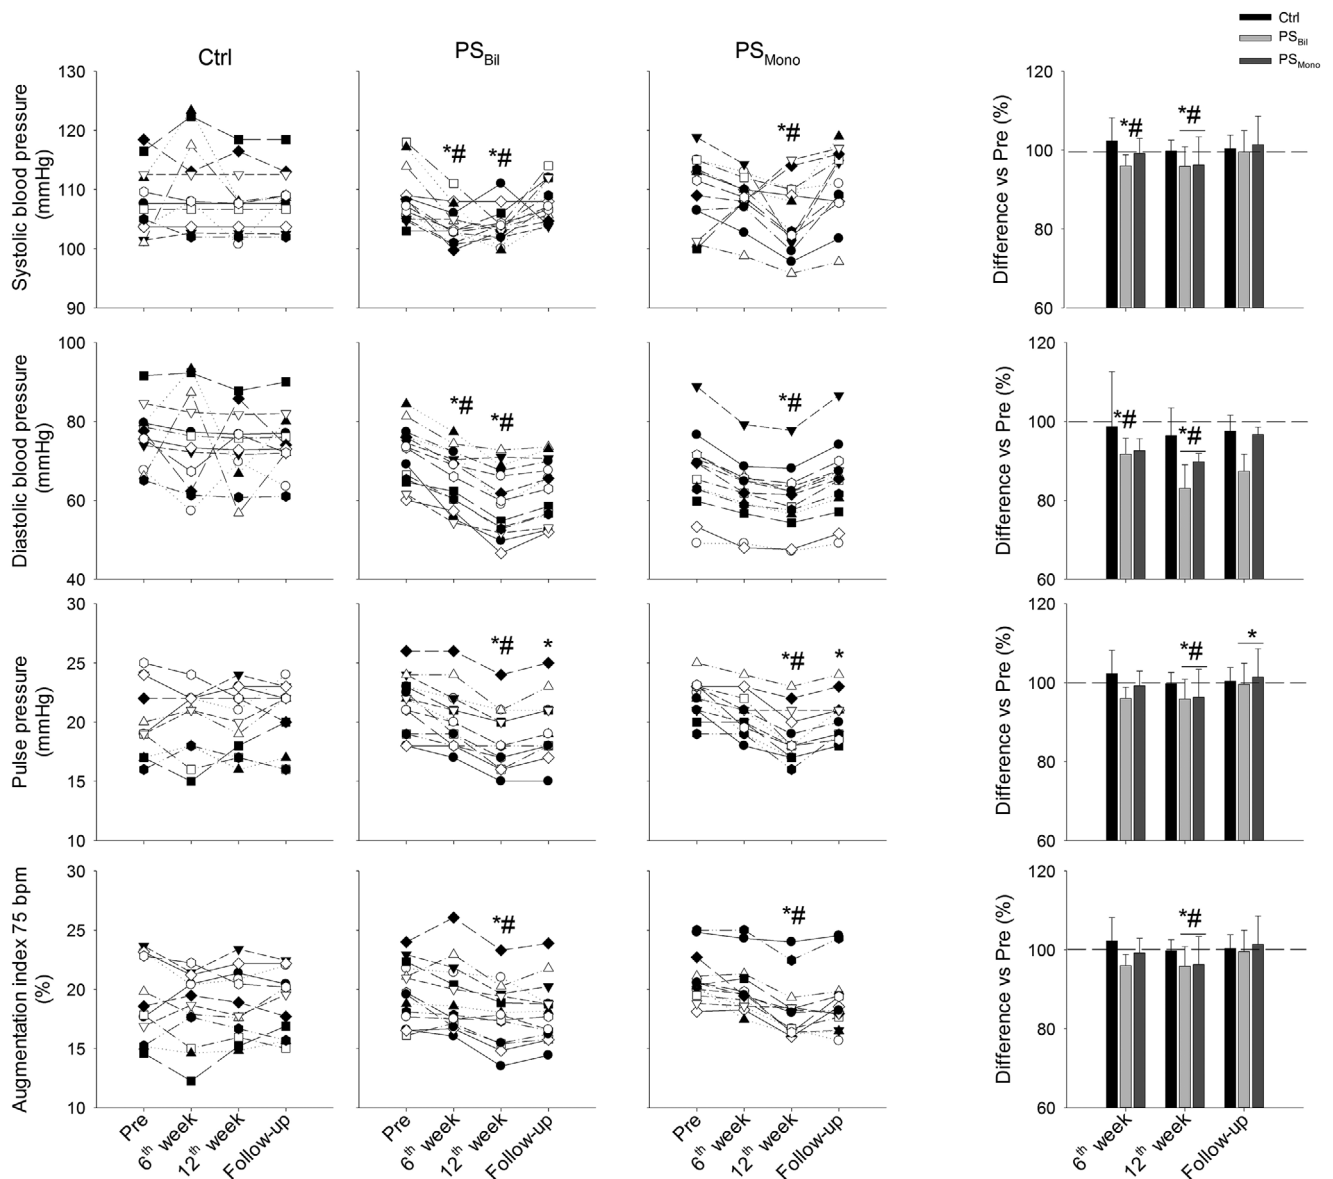 Ctrl
PSBil
PSMono
Ctrl
PSBil
PSMono
Systolic blood pressure
(mmHg)
130
120
110
100
90
*#
*#
*#
Difference vs Pre (%)
120
100
80
60
*#
*#
Diastolic blood pressure
(mmHg)
100
80
60
40
*#
*#
*#
Difference vs Pre (%)
120
100
80
60
*#
*#
Pulse pressure
(mmHg)
30
25
20
15
10
*#
*
*#
*
Difference vs Pre (%)
120
100
80
60
*#
*
Augmentation index 75 bpm
(%)
30
25
20
15
10
*#
*#
Difference vs Pre (%)
120
100
80
60
*#
Pre
6th week
12th week
Follow-up
Pre
6th week
12th week
Follow-up
Pre
6th week
12th week
Follow-up
6th week
12th week
Follow-up